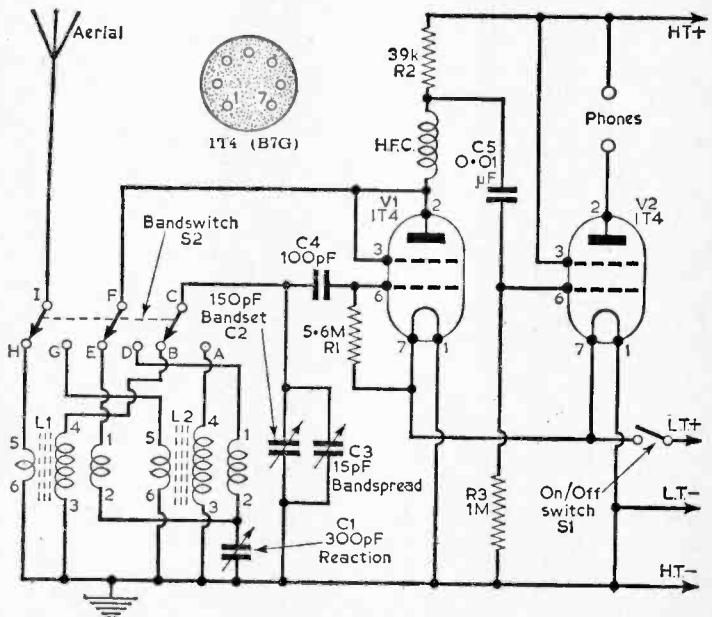 Aerial
1 7
1T4 (B7G)
39k
R2
H.F.C.
C5
0·01
µF
HT+
Phones
V1
1T4
2
3
6
7
1
V2
1T4
2
3
6
7
1
Bandswitch
S2
C4
100pF
150pF
Bandset
C2
5·6M
R1
I
F
C
H
G
E
D
B
A
L1
5
6
4
3
1
2
L2
5
6
4
3
1
2
C3
15pF
Bandspread
C1
300pF
Reaction
R3
1M
On/Off
switch
S1
L.T.+
L.T.-
H.T.-